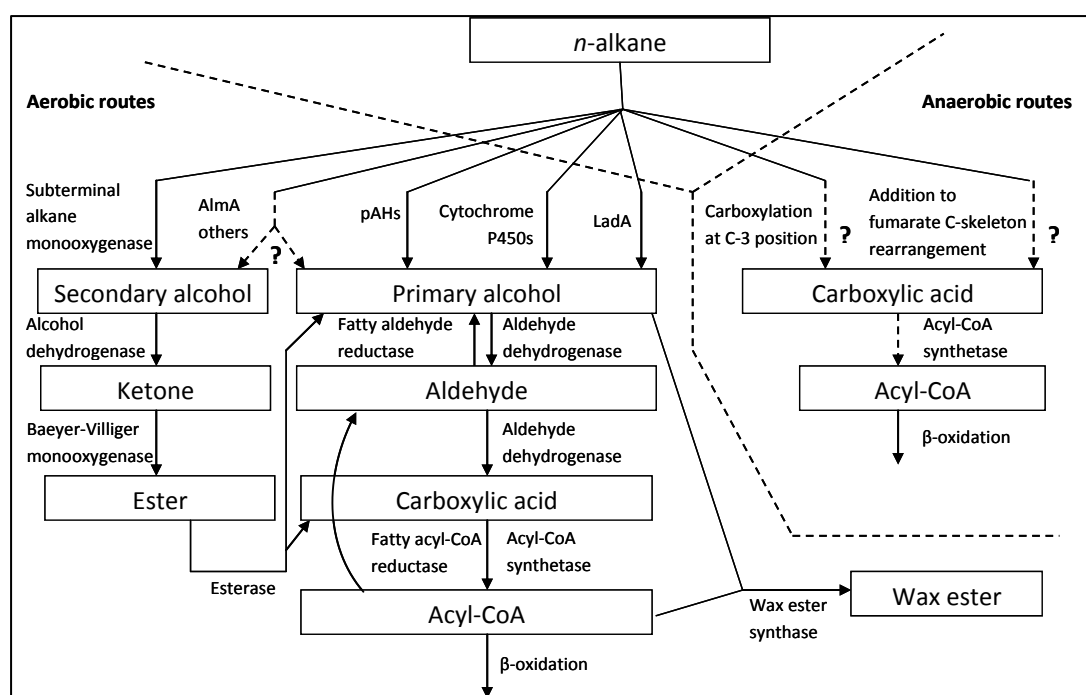 n-alkane
Aerobic routes
Anaerobic routes
Subterminal
alkane
monooxygenase
AlmA
others
?
pAHs
Cytochrome
P450s
LadA
Carboxylation
at C-3 position
?
Addition to
fumarate C-skeleton
rearrangement
?
Secondary alcohol
Primary alcohol
Carboxylic acid
Alcohol
dehydrogenase
Fatty aldehyde
reductase
Aldehyde
dehydrogenase
Acyl-CoA
synthetase
Ketone
Aldehyde
Acyl-CoA
Baeyer-Villiger
monooxygenase
Aldehyde
dehydrogenase
β-oxidation
Ester
Carboxylic acid
Esterase
Fatty acyl-CoA
reductase
Acyl-CoA
synthetase
Acyl-CoA
Wax ester
synthase
Wax ester
β-oxidation